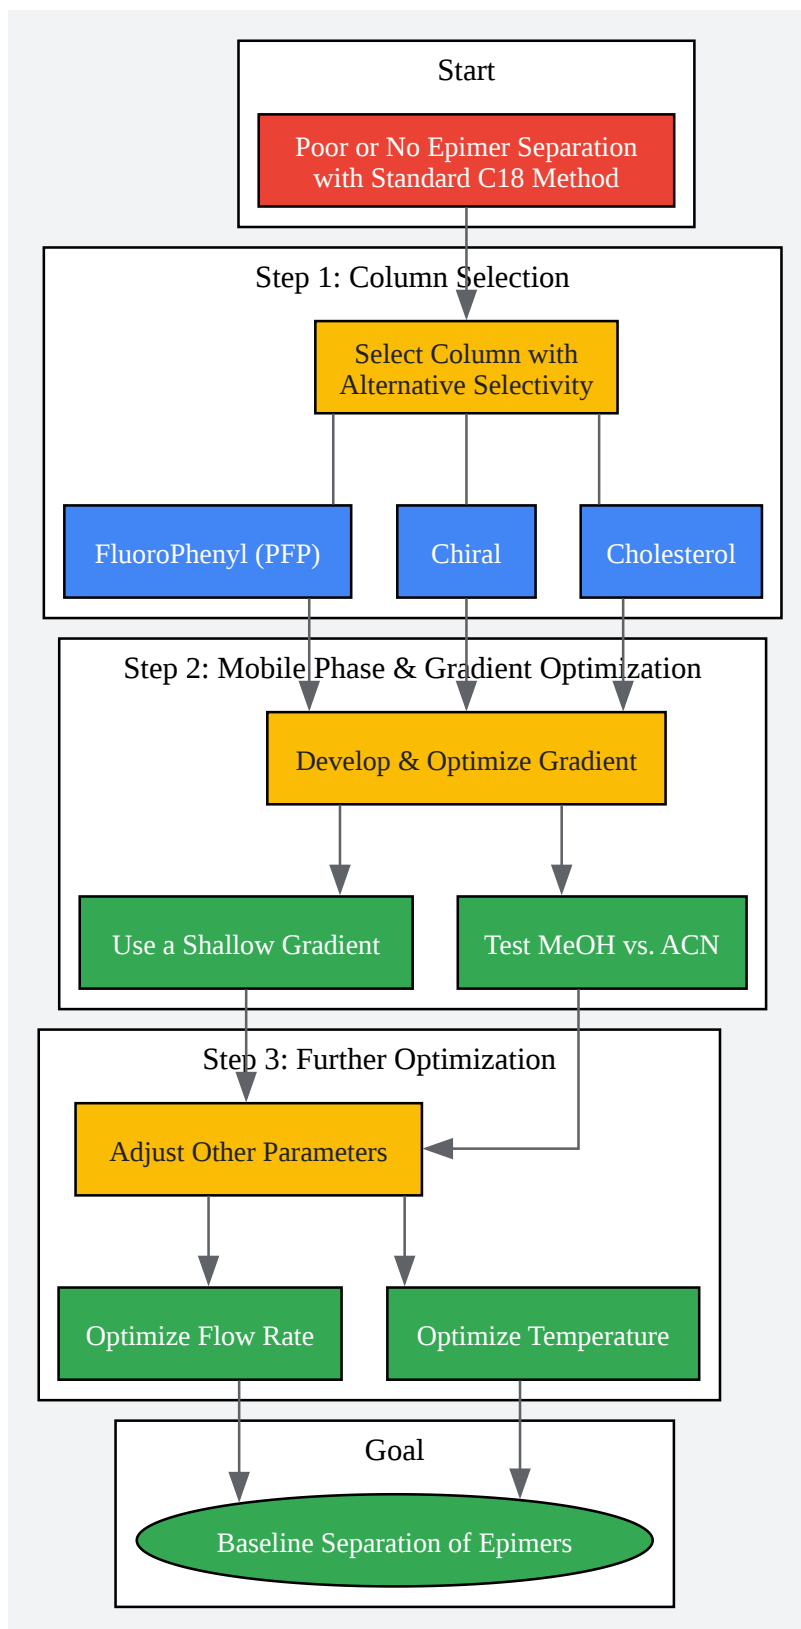 Start
Poor or No Epimer Separation
with Standard C18 Method
Step 1: Column Selection
Select Column with
Alternative Selectivity
FluoroPhenyl (PFP)
Chiral
Cholesterol
Step 2: Mobile Phase & Gradient Optimization
Develop & Optimize Gradient
Use a Shallow Gradient
Test MeOH vs. ACN
Step 3: Further Optimization
Adjust Other Parameters
Optimize Flow Rate
Optimize Temperature
Goal
Baseline Separation of Epimers